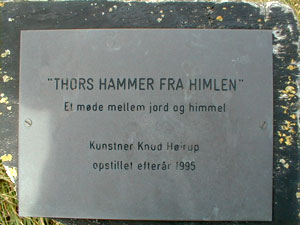 "THORS HAMMER FRA HIMLEN"
Et møde mellem jord og himmel
Kunstner Knud Høirup
opstillet efterår 1995